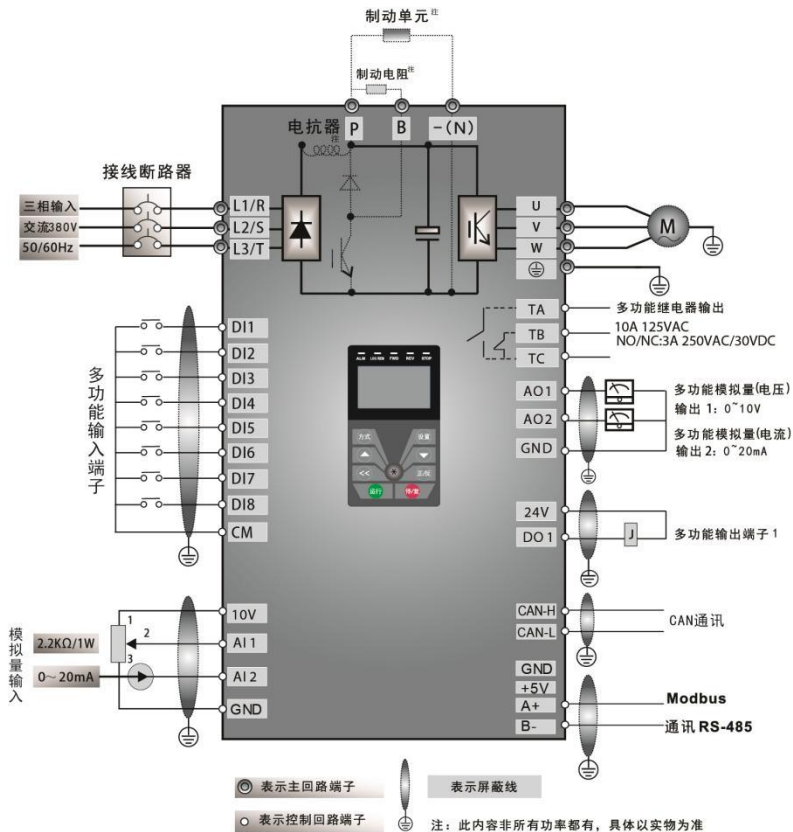 制动单元注
制动电阻注
电抗器注
P
B
-(N)
接线断路器
三相输入
交流380V
50/60Hz
L1/R
L2/S
L3/T
U
V
W
M
多功能输入端子
DI1
DI2
DI3
DI4
DI5
DI6
DI7
DI8
CM
TA
TB
TC
多功能继电器输出
10A 125VAC
NO/NC:3A 250VAC/30VDC
ALM
FWD
REV
STOP
方式
设置
<<
正/反
运行
停/复
AO1
AO2
GND
多功能模拟量(电压)
输出 1: 0~10V
多功能模拟量(电流)
输出 2: 0~20mA
24V
DO1
J
多功能输出端子 1
模拟量输入
2.2KΩ/1W
0~20mA
1
2
3
10V
AI1
AI2
GND
CAN-H
CAN-L
CAN通讯
GND
+5V
A+
B-
Modbus
通讯 RS-485
表示主回路端子
表示屏蔽线
表示控制回路端子
注: 此内容非所有功率都有, 具体以实物为准